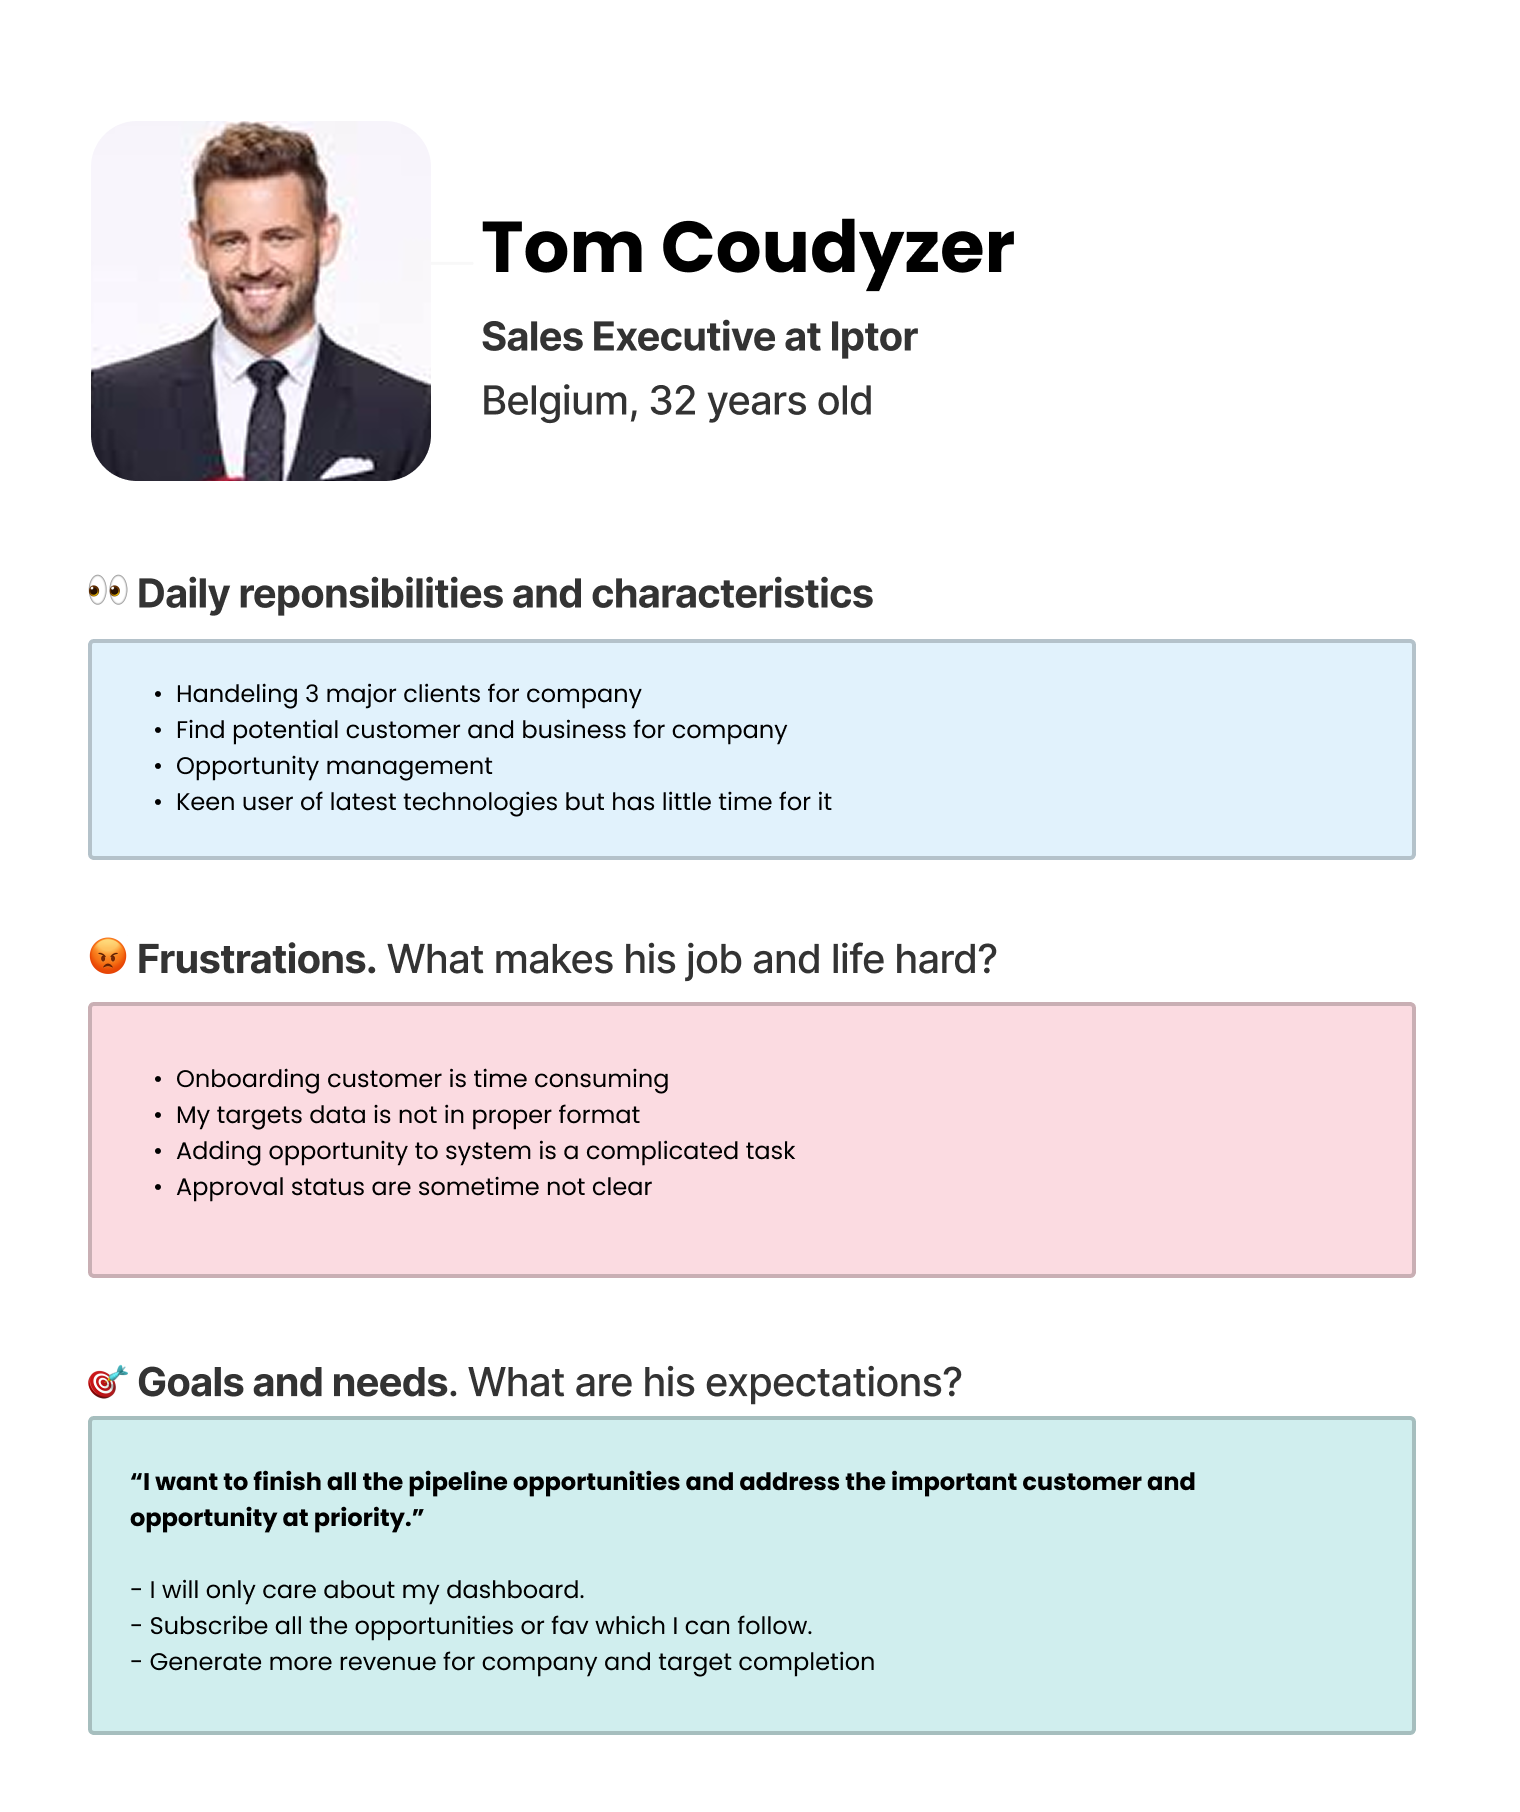 Tom Coudyzer
Sales Executive at Iptor
Belgium, 32 years old
👀 Daily reponsibilities and characteristics
• Handeling 3 major clients for company
• Find potential customer and business for company
• Opportunity management
• Keen user of latest technologies but has little time for it
😡 Frustrations. What makes his job and life hard?
• Onboarding customer is time consuming
• My targets data is not in proper format
• Adding opportunity to system is a complicated task
• Approval status are sometime not clear
🎯 Goals and needs. What are his expectations?
“I want to finish all the pipeline opportunities and address the important customer and
opportunity at priority.”
- I will only care about my dashboard.
- Subscribe all the opportunities or fav which I can follow.
- Generate more revenue for company and target completion